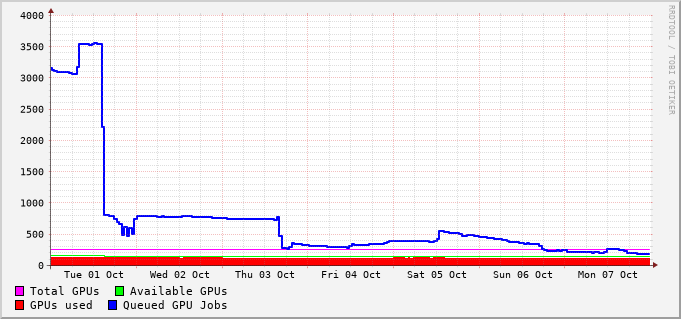 RRDTOOL / TOBI OETIKER
4000
3500
3000
2500
2000
1500
1000
500
0
Tue 01 Oct Wed 02 Oct Thu 03 Oct Fri 04 Oct Sat 05 Oct Sun 06 Oct Mon 07 Oct
Total GPUs Available GPUs
GPUs used Queued GPU Jobs